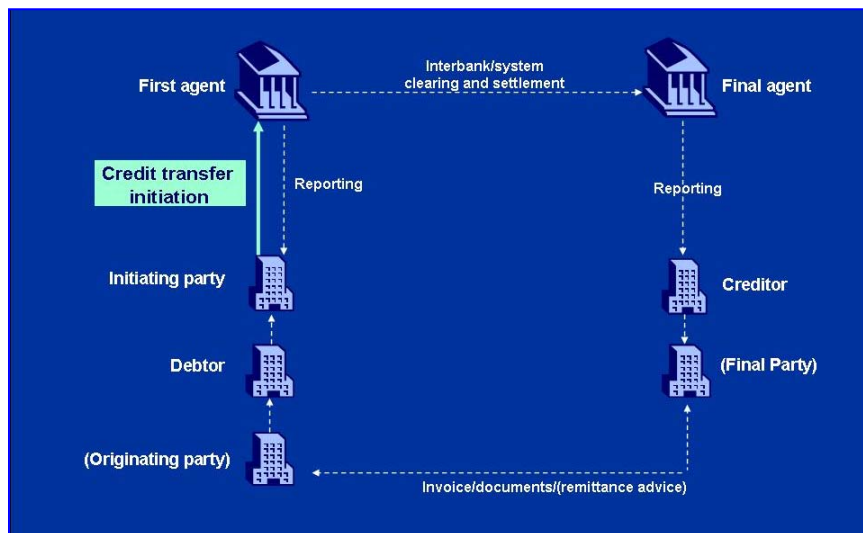 Interbank/system
clearing and settlement
First agent
Final agent
Credit transfer
initiation
Reporting
Reporting
Initiating party
Creditor
Debtor
(Final Party)
(Originating party)
Invoice/documents/(remittance advice)